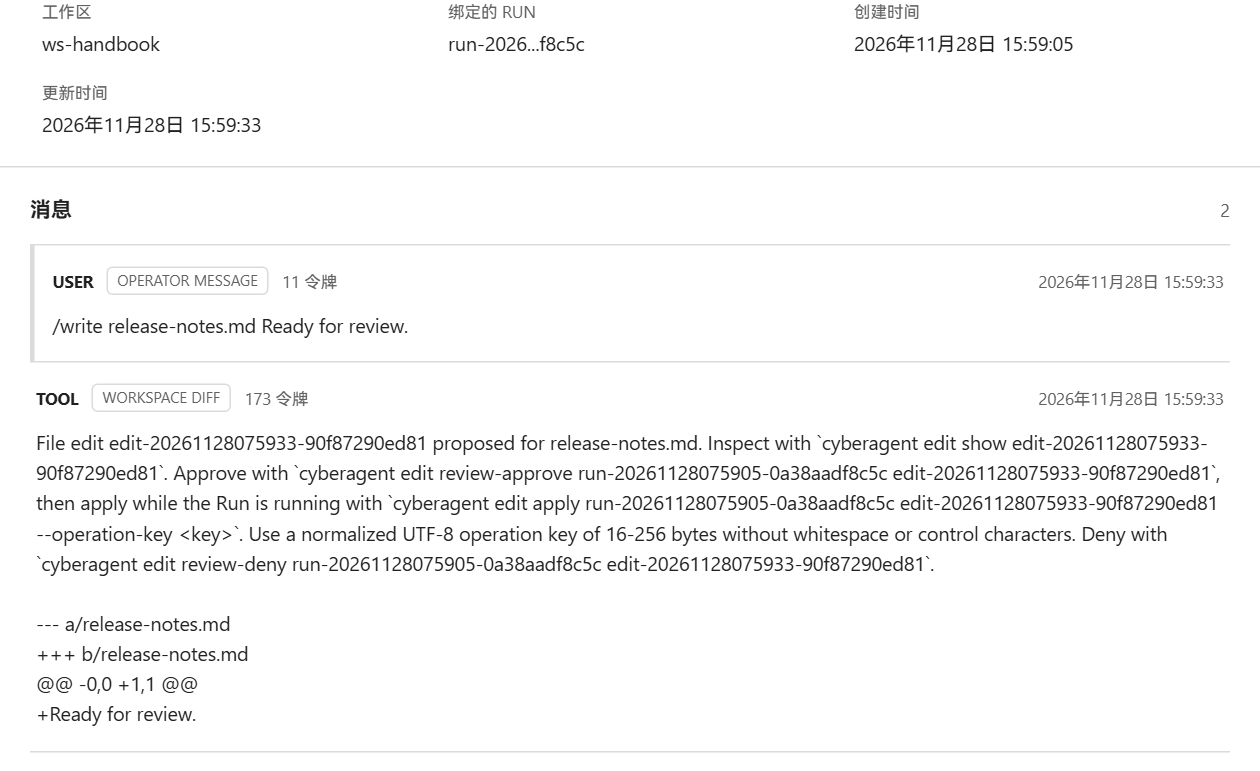 工作区
绑定的 RUN
创建时间
ws-handbook
run-2026...f8c5c
2026年11月28日 15:59:05
更新时间
2026年11月28日 15:59:33
消息
2
USER OPERATOR MESSAGE 11 令牌 2026年11月28日 15:59:33
/write release-notes.md Ready for review.
TOOL WORKSPACE DIFF 173 令牌 2026年11月28日 15:59:33
File edit edit-20261128075933-90f87290ed81 proposed for release-notes.md. Inspect with `cyberagent edit show edit-20261128075933-
90f87290ed81`. Approve with `cyberagent edit review-approve run-20261128075905-0a38aadf8c5c edit-20261128075933-90f87290ed81`,
then apply while the Run is running with `cyberagent edit apply run-20261128075905-0a38aadf8c5c edit-20261128075933-90f87290ed81
--operation-key <key>`. Use a normalized UTF-8 operation key of 16-256 bytes without whitespace or control characters. Deny with
`cyberagent edit review-deny run-20261128075905-0a38aadf8c5c edit-20261128075933-90f87290ed81`.
--- a/release-notes.md
+++ b/release-notes.md
@@ -0,0 +1,1 @@
+Ready for review.